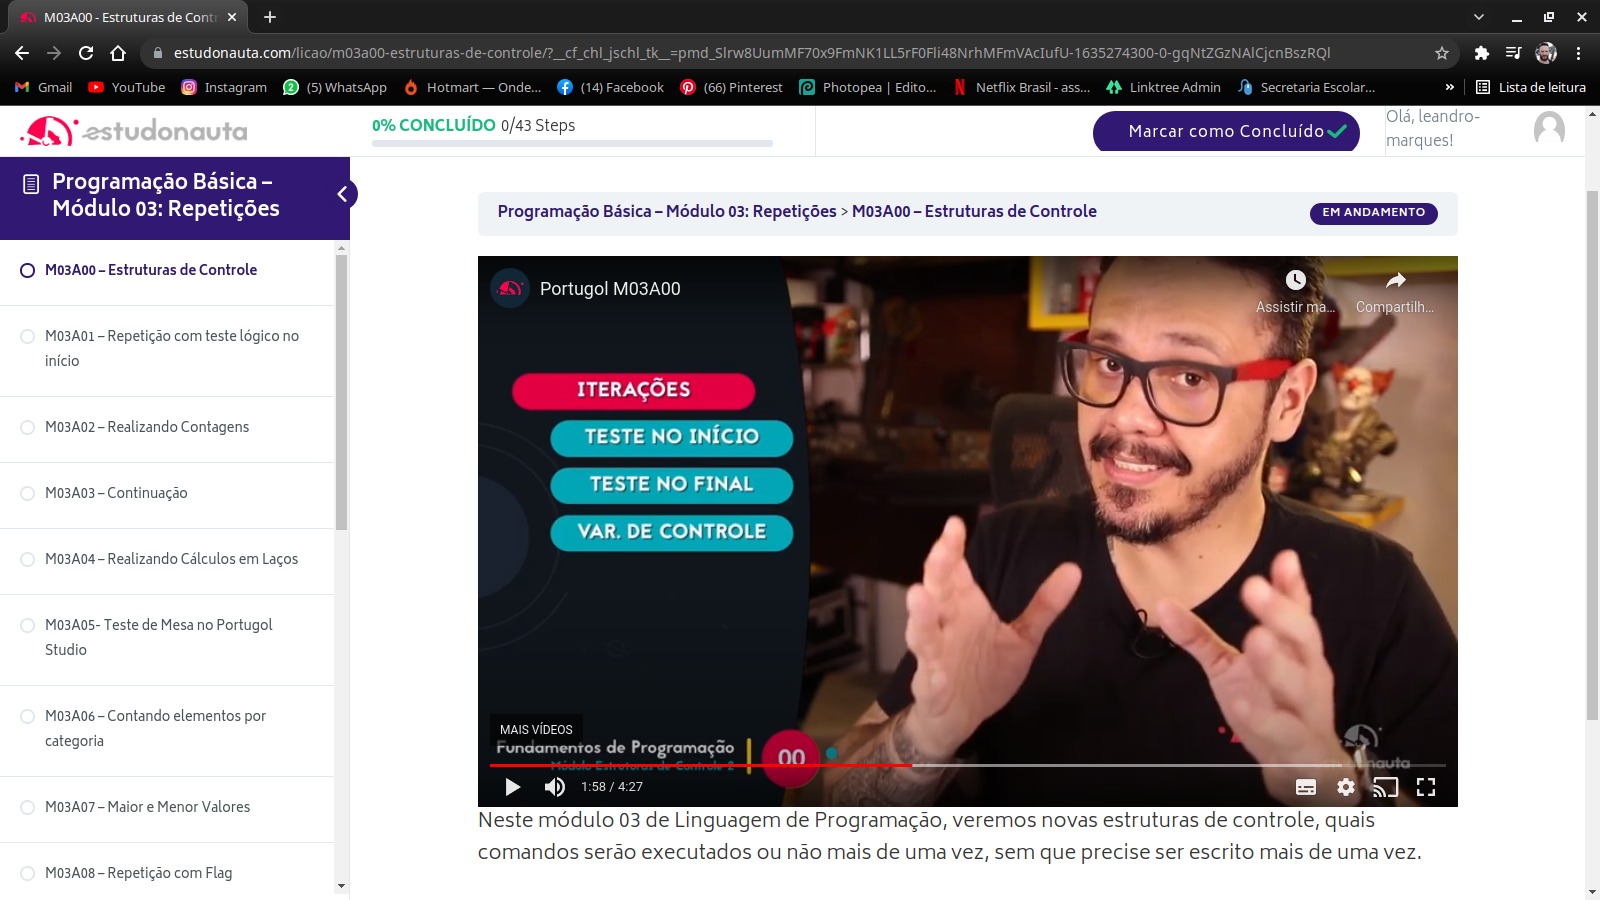 M03A00 - Estruturas de Contr
estudonauta.com/licao/m03a00-estruturas-de-controle/?__cf_chl_jschl_tk__=pmd_Slrw8UumMF70x9FmNK1LL5rF0Fli48NrhMFmVAcIufU-1635274300-0-gqNtZGzNAlCjcnBszRQl
Gmail
YouTube
Instagram
2
(5) WhatsApp
Hotmart — Onde...
(14) Facebook
(66) Pinterest
Photopea | Edito...
Netflix Brasil - ass...
Linktree Admin
Secretaria Escolar...
»
Lista de leitura
estudonauta
0% CONCLUÍDO 0/43 Steps
Marcar como Concluído
Olá, leandro-
marques!
Programação Básica –
Módulo 03: Repetições
M03A00 – Estruturas de Controle
M03A01 – Repetição com teste lógico no
início
M03A02 – Realizando Contagens
M03A03 – Continuação
M03A04 – Realizando Cálculos em Laços
M03A05- Teste de Mesa no Portugol
Studio
M03A06 – Contando elementos por
categoria
M03A07 – Maior e Menor Valores
M03A08 – Repetição com Flag
Programação Básica – Módulo 03: Repetições > M03A00 – Estruturas de Controle
EM ANDAMENTO
Portugol M03A00
Assistir ma...
Compartilh...
ITERAÇÕES
TESTE NO INÍCIO
TESTE NO FINAL
VAR. DE CONTROLE
MAIS VÍDEOS
Fundamentos de Programação
Módulo Estruturas de Controle 2
00
nauta
1:58 / 4:27
Neste módulo 03 de Linguagem de Programação, veremos novas estruturas de controle, quais
comandos serão executados ou não mais de uma vez, sem que precise ser escrito mais de uma vez.